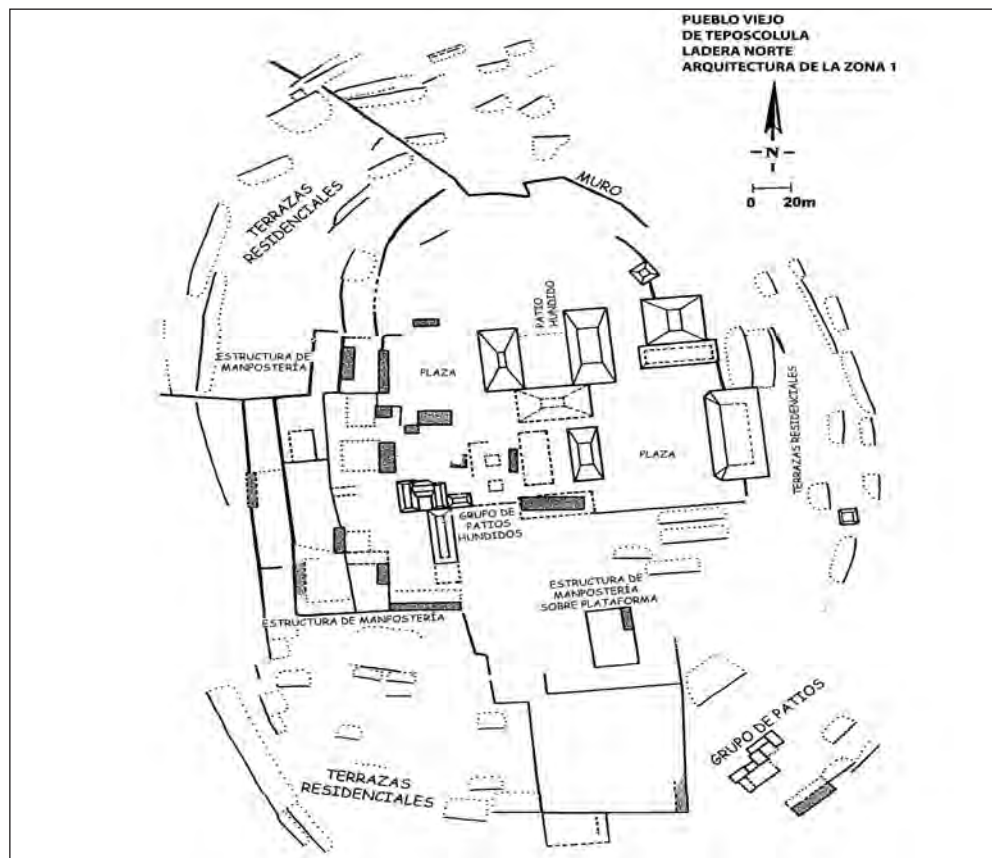 PUEBLO VIEJO
DE TEPOSCOLULA
LADERA NORTE
ARQUITECTURA DE LA ZONA 1
N
0 20m
MURO
TERRAZAS
RESIDENCIALES
PATIO
HUNDIDO
ESTRUCTURA DE
MANPOSTERÍA
PLAZA
TERRAZAS RESIDENCIALES
PLAZA
GRUPO DE
PATIOS
HUNDIDOS
ESTRUCTURA DE
MANPOSTERÍA
SOBRE PLATAFORMA
ESTRUCTURA DE MANPOSTERÍA
GRUPO DE PATIOS
TERRAZAS
RESIDENCIALES